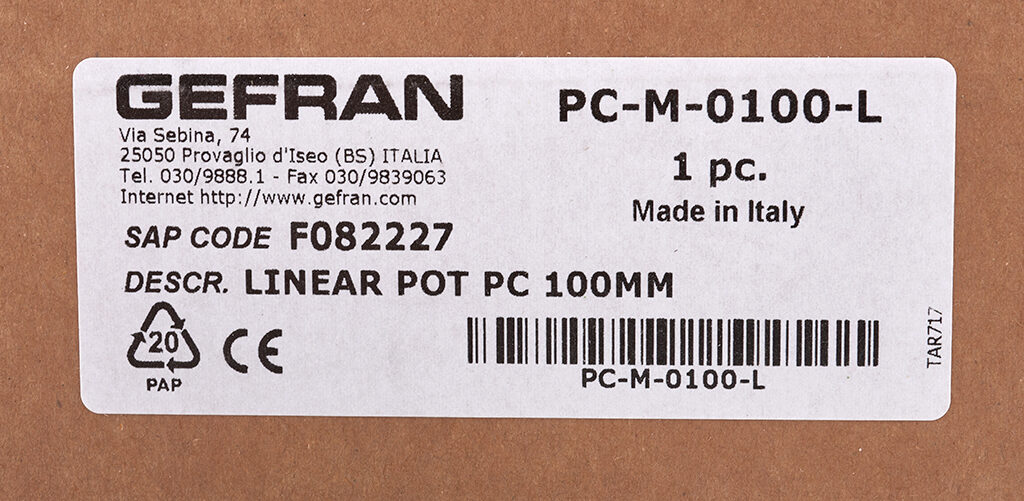 GEFRAN
Via Sebina, 74
25050 Provaglio d'Iseo (BS) ITALIA
Tel. 030/9888.1 - Fax 030/9839063
Internet http://www.gefran.com
PC-M-0100-L
1 pc.
Made in Italy
SAP CODE F082227
DESCR. LINEAR POT PC 100MM
20
PAP
CE
PC-M-0100-L
TAR717